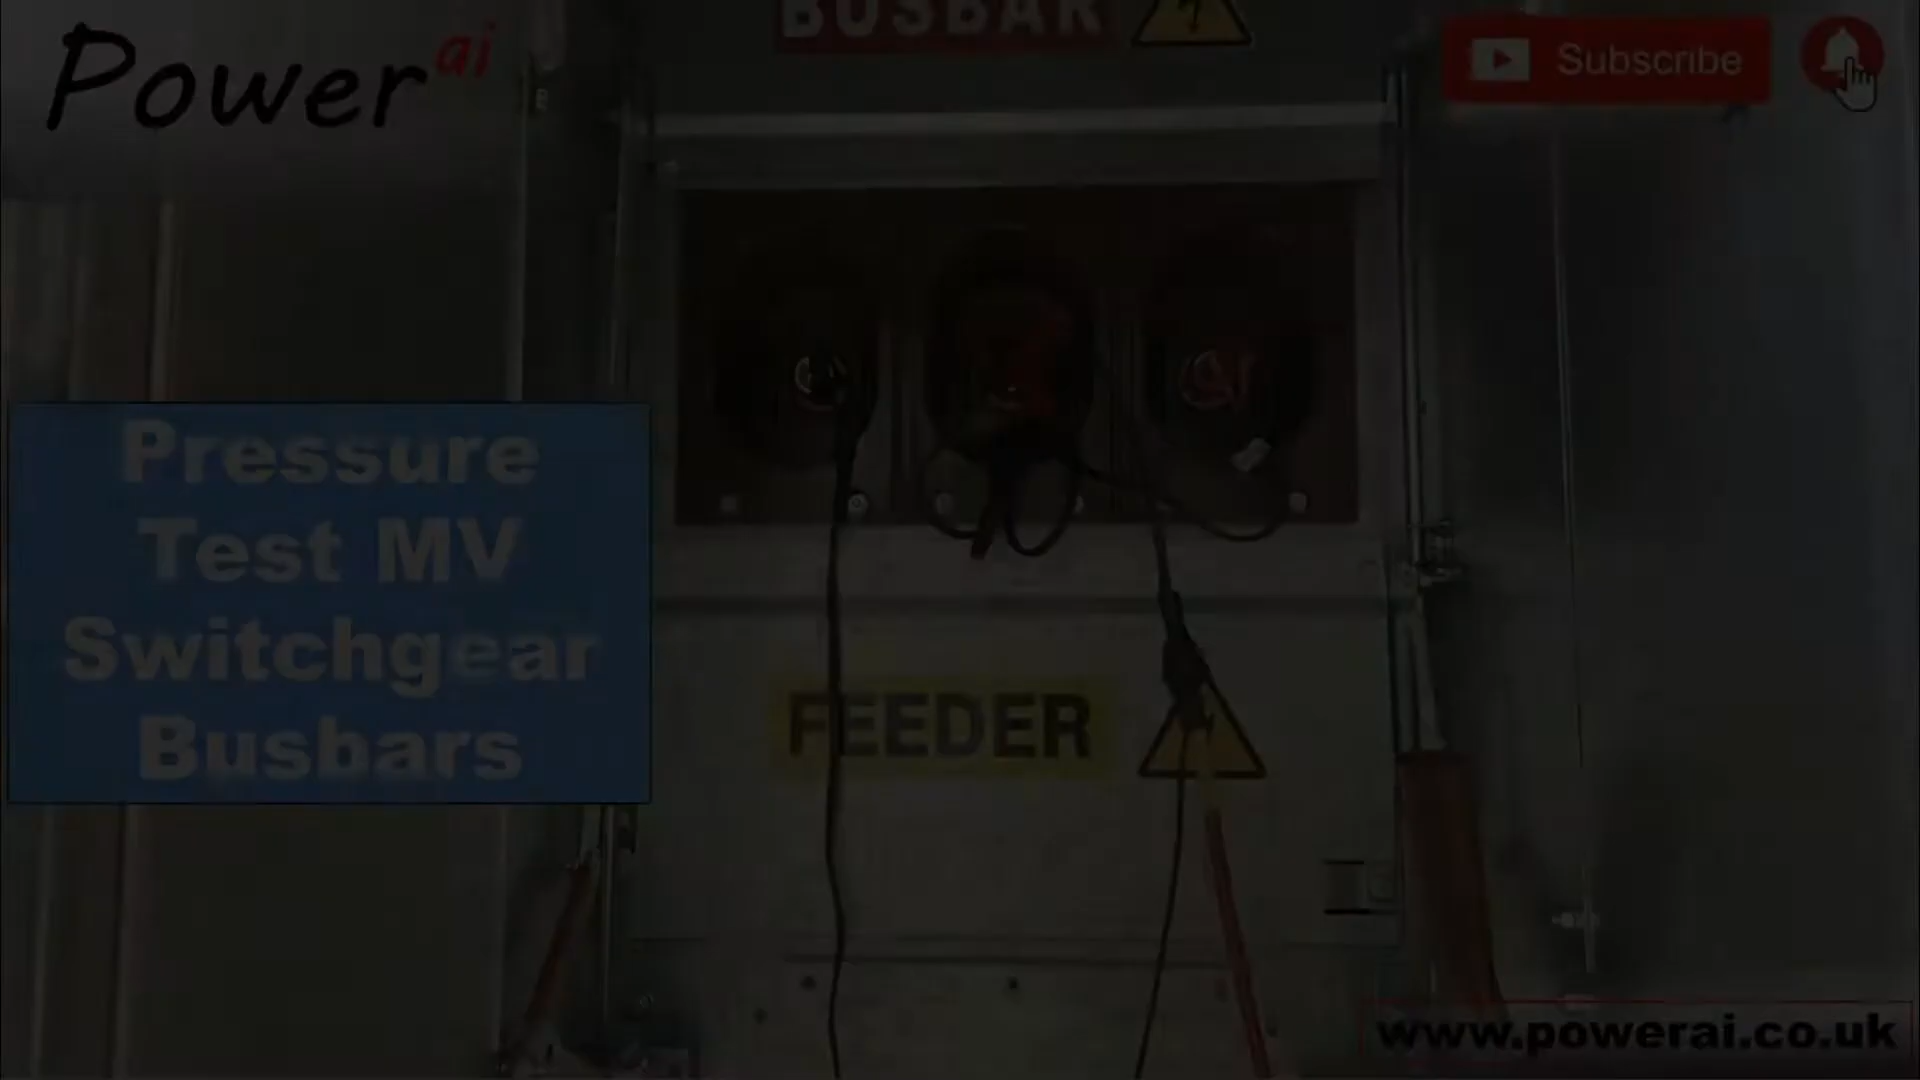 BUSBAR
Power ai
Subscribe
Pressure
Test MV
Switchgear
Busbars
FEEDER
www.powerai.co.uk